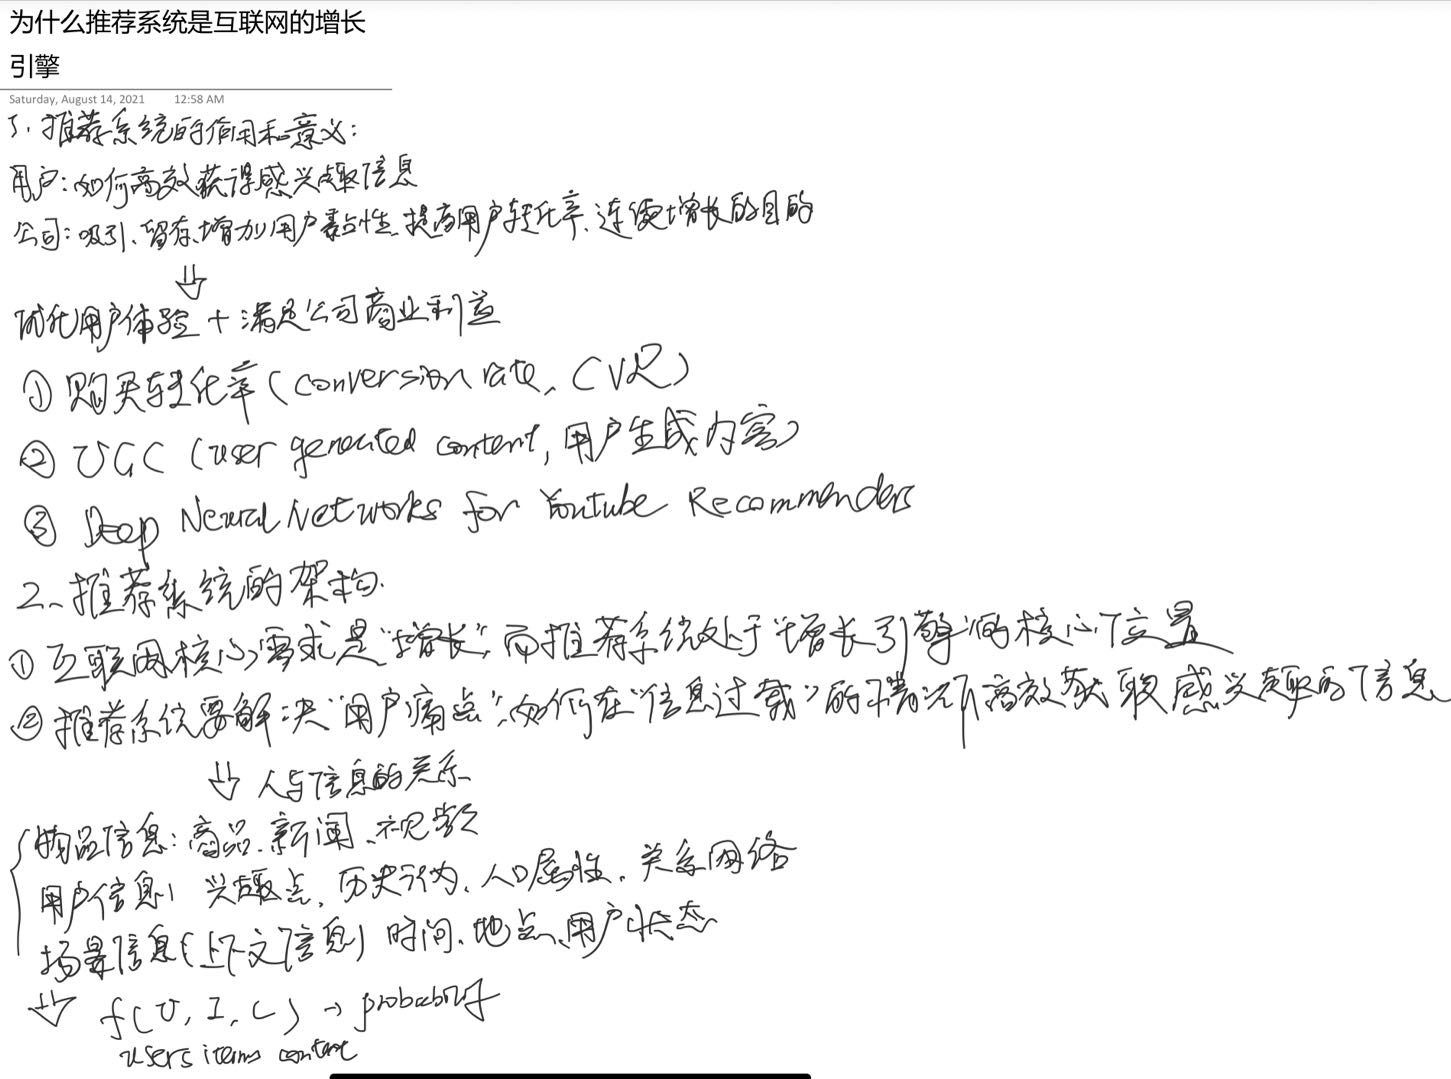 为什么推荐系统是互联网的增长
引擎
Saturday, August 14, 2021 12:58 AM
1、推荐系统的作用和意义:
用户:如何高效获得感兴趣信息
公司:吸引、留存、增加用户黏性、提高用户转化率、连续增长的目的
⇓
优化用户体验 + 满足公司商业利益
① 购买转化率(conversion rate, CVR)
② UGC (user generated content, 用户生成内容)
③ Deep Neural Networks for Youtube Recommenders
2、推荐系统的架构.
① 互联网核心需求是“增长”,而推荐系统处于“增长引擎”的核心位置
② 推荐系统要解决“用户痛点”,如何在“信息过载”的情况下高效获取感兴趣的信息
⇓ 人与信息的关系
物品信息:商品、新闻、视频
用户信息:兴趣点、历史行为、人口属性、关系网络
场景信息(上下文信息) 时间、地点、用户状态
⇓ f(U, I, C) → probability
users items content